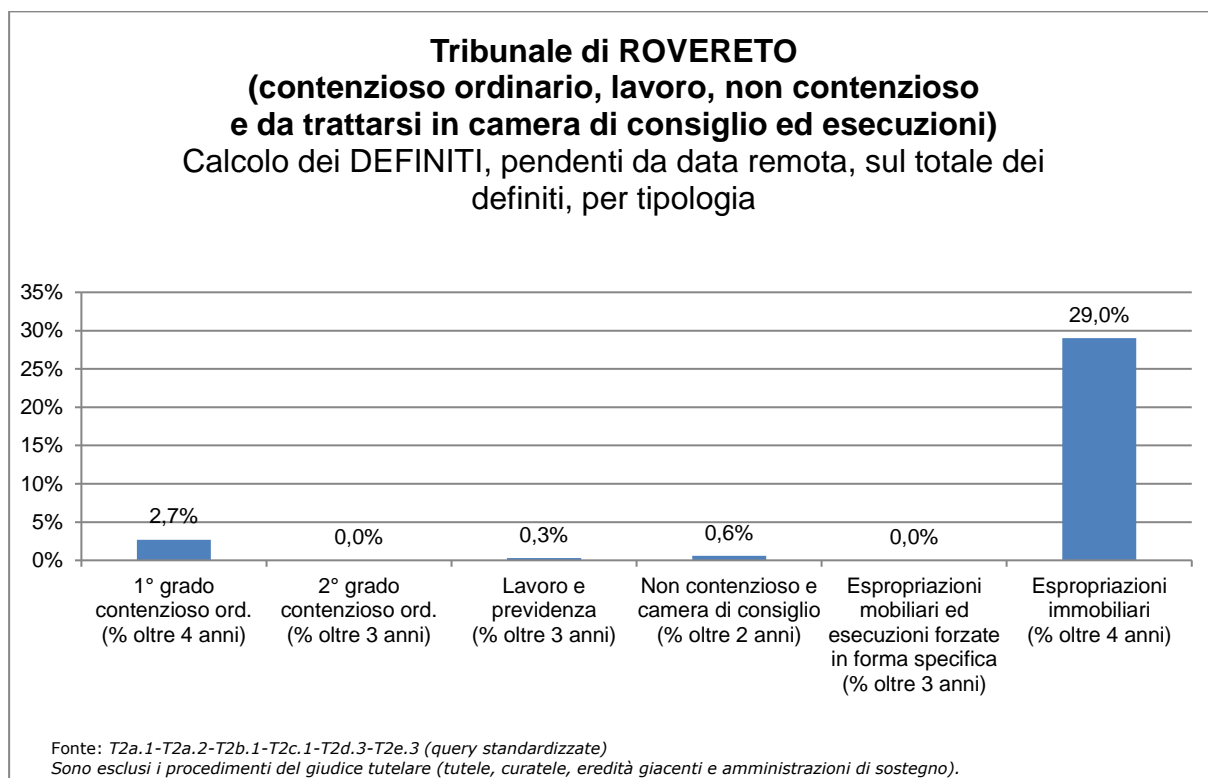 Tribunale di ROVERETO
(contenzioso ordinario, lavoro, non contenzioso
e da trattarsi in camera di consiglio ed esecuzioni)
Calcolo dei DEFINITI, pendenti da data remota, sul totale dei
definiti, per tipologia
35%
30%
25%
20%
15%
10%
5%
0%
2,7%
0,0%
0,3%
0,6%
0,0%
29,0%
1° grado
contenzioso ord.
(% oltre 4 anni)
2° grado
contenzioso ord.
(% oltre 3 anni)
Lavoro e
previdenza
(% oltre 3 anni)
Non contenzioso e
camera di consiglio
(% oltre 2 anni)
Espropriazioni
mobiliari ed
esecuzioni forzate
in forma specifica
(% oltre 3 anni)
Espropriazioni
immobiliari
(% oltre 4 anni)
Fonte: T2a.1-T2a.2-T2b.1-T2c.1-T2d.3-T2e.3 (query standardizzate)
Sono esclusi i procedimenti del giudice tutelare (tutele, curatele, eredità giacenti e amministrazioni di sostegno).